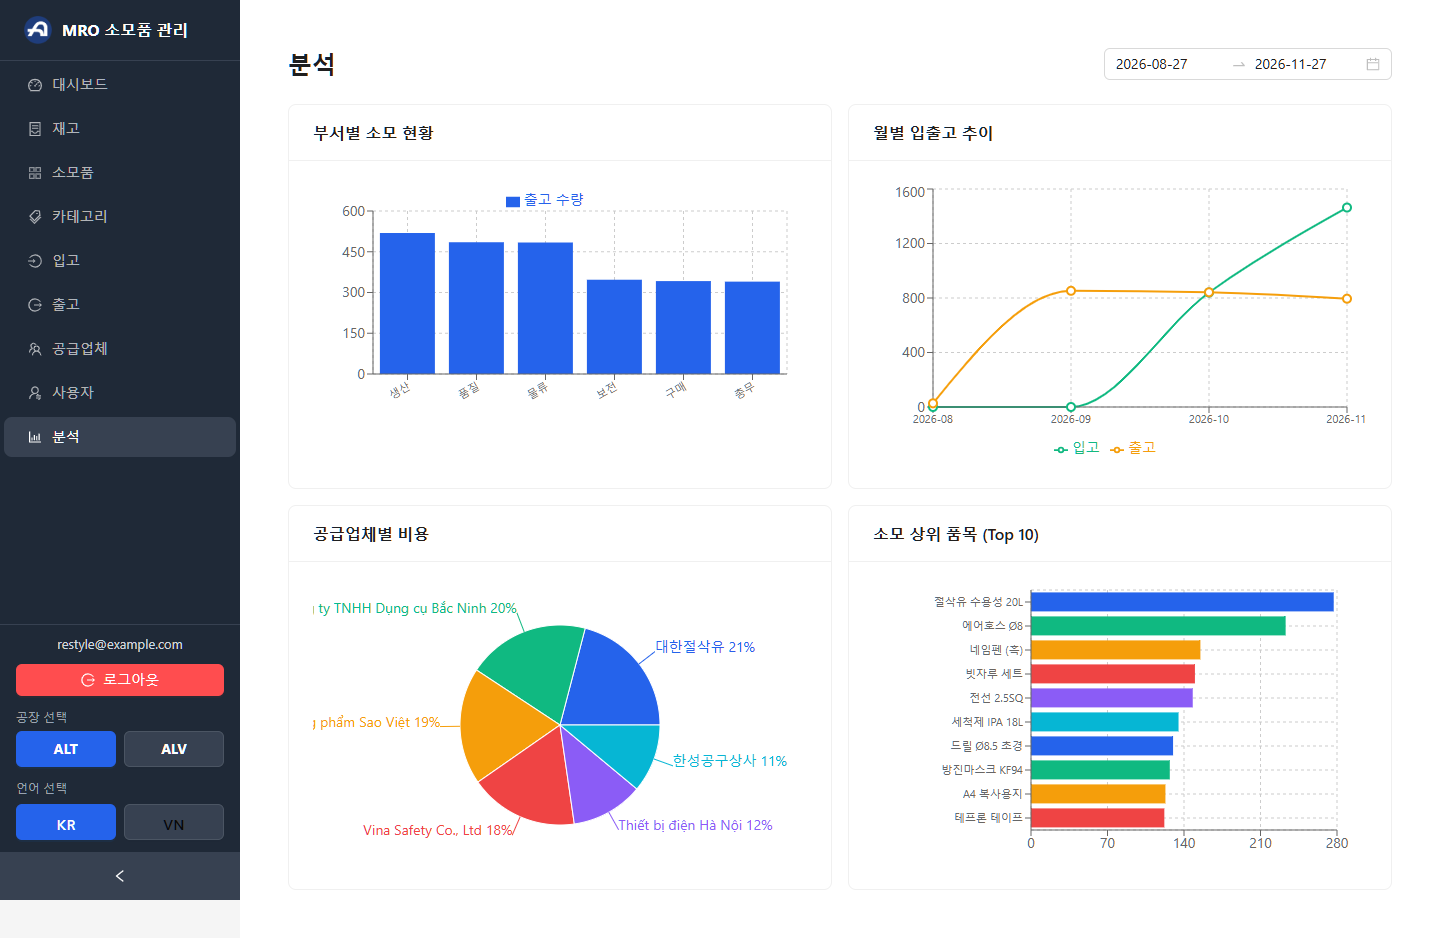 MRO 소모품 관리
대시보드
재고
소모품
카테고리
입고
출고
공급업체
사용자
분석
restyle@example.com
로그아웃
공장 선택
ALT ALV
언어 선택
KR VN
분석
2026-08-27 → 2026-11-27
부서별 소모 현황
출고 수량
600
450
300
150
0
생산 품질 물류 보전 구매 총무
월별 입출고 추이
1600
1200
800
400
0
2026-08 2026-09 2026-10 2026-11
입고 출고
공급업체별 비용
ty TNHH Dụng cụ Bắc Ninh 20%
대한절삭유 21%
phẩm Sao Việt 19%
한성공구상사 11%
Vina Safety Co., Ltd 18%
Thiết bị điện Hà Nội 12%
소모 상위 품목 (Top 10)
절삭유 수용성 20L
에어호스 Ø8
네임펜 (흑)
빗자루 세트
전선 2.5SQ
세척제 IPA 18L
드릴 Ø8.5 초경
방진마스크 KF94
A4 복사용지
테프론 테이프
0 70 140 210 280